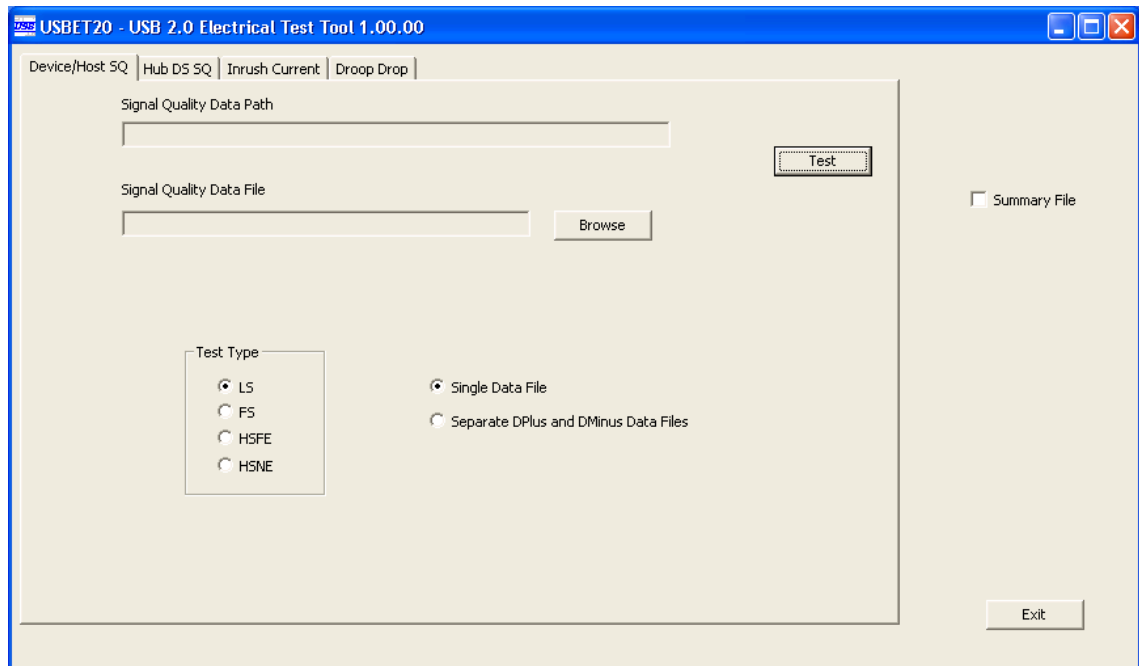 USBET20 - USB 2.0 Electrical Test Tool 1.00.00
Device/Host SQ
Hub DS SQ
Inrush Current
Droop Drop
Signal Quality Data Path
Test
Signal Quality Data File
Browse
Summary File
Test Type
LS
FS
HSFE
HSNE
Single Data File
Separate DPlus and DMinus Data Files
Exit